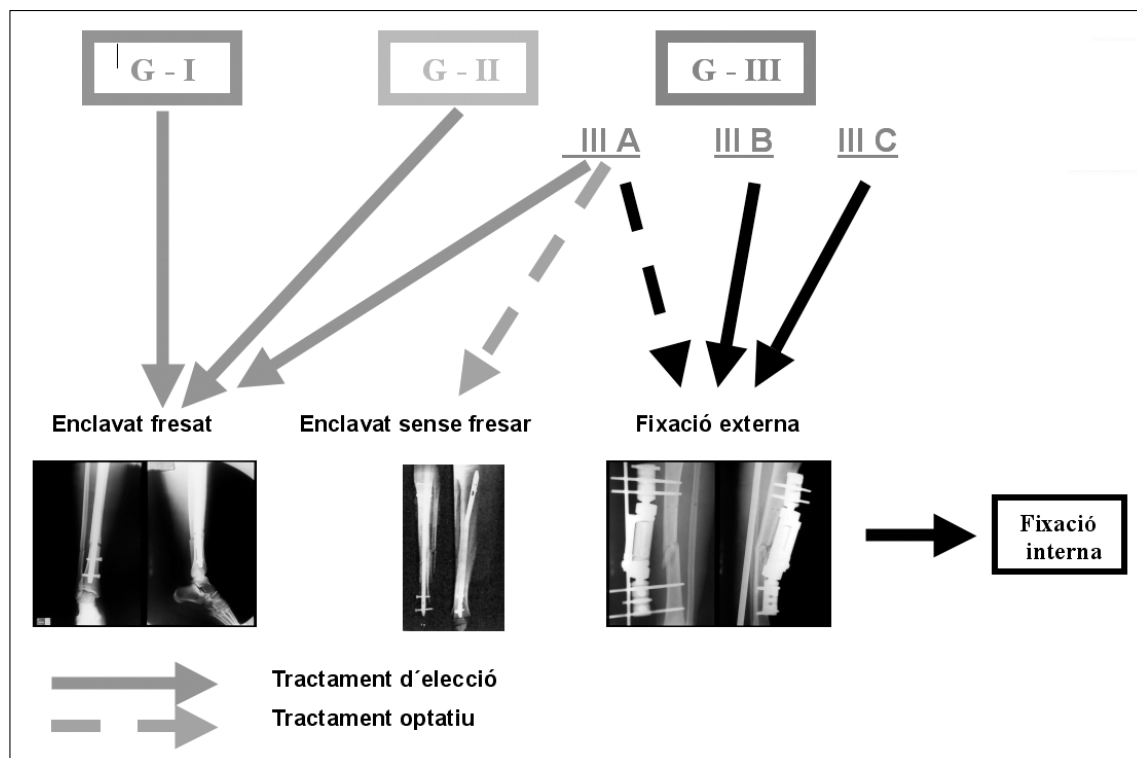 G - I
G - II
G - III
III A
III B
III C
Enclavat fresat
Enclavat sense fresar
Fixació externa
Fixació
interna
Tractament d´elecció
Tractament optatiu